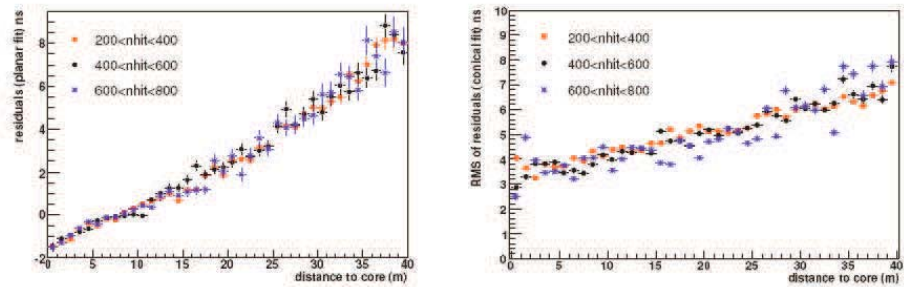 residuals (planar fit) ns
8
6
4
2
0
-2
200<nhit<400
400<nhit<600
600<nhit<800
0 5 10 15 20 25 30 35 40
distance to core (m)
RMS of residuals (conical fit) ns
10
9
8
7
6
5
4
3
2
1
0
200<nhit<400
400<nhit<600
600<nhit<800
0 5 10 15 20 25 30 35 40
distance to core (m)